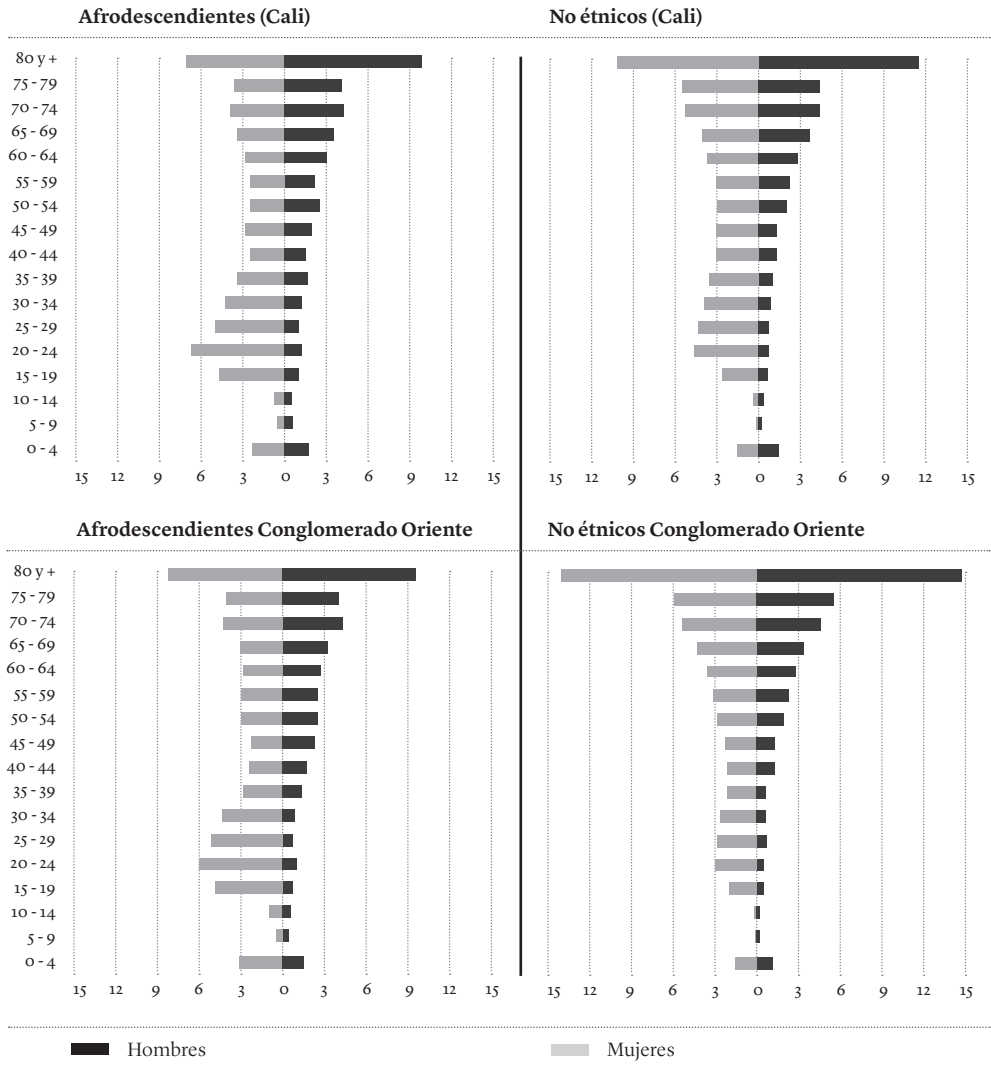 Afrodescendientes (Cali)
80 y +
75 - 79
70 - 74
65 - 69
60 - 64
55 - 59
50 - 54
45 - 49
40 - 44
35 - 39
30 - 34
25 - 29
20 - 24
15 - 19
10 - 14
5 - 9
0 - 4
15 12 9 6 3 0 3 6 9 12 15
No étnicos (Cali)
15 12 9 6 3 0 3 6 9 12 15
Afrodescendientes Conglomerado Oriente
80 y +
75 - 79
70 - 74
65 - 69
60 - 64
55 - 59
50 - 54
45 - 49
40 - 44
35 - 39
30 - 34
25 - 29
20 - 24
15 - 19
10 - 14
5 - 9
0 - 4
15 12 9 6 3 0 3 6 9 12 15
No étnicos Conglomerado Oriente
15 12 9 6 3 0 3 6 9 12 15
Hombres
Mujeres